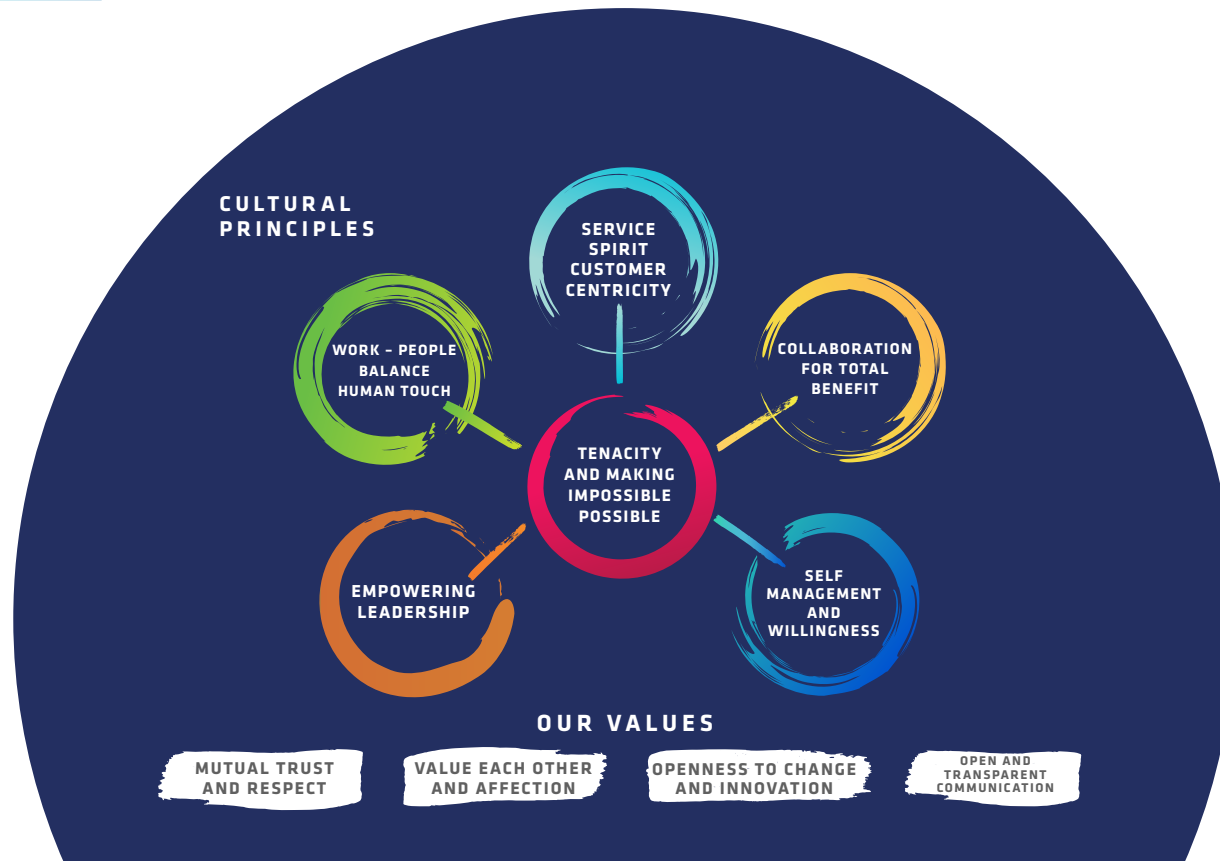 CULTURAL
PRINCIPLES
SERVICE
SPIRIT
CUSTOMER
CENTRICITY
WORK – PEOPLE
BALANCE
HUMAN TOUCH
COLLABORATION
FOR TOTAL
BENEFIT
TENACITY
AND MAKING
IMPOSSIBLE
POSSIBLE
EMPOWERING
LEADERSHIP
SELF
MANAGEMENT
AND
WILLINGNESS
OUR VALUES
MUTUAL TRUST
AND RESPECT
VALUE EACH OTHER
AND AFFECTION
OPENNESS TO CHANGE
AND INNOVATION
OPEN AND
TRANSPARENT
COMMUNICATION